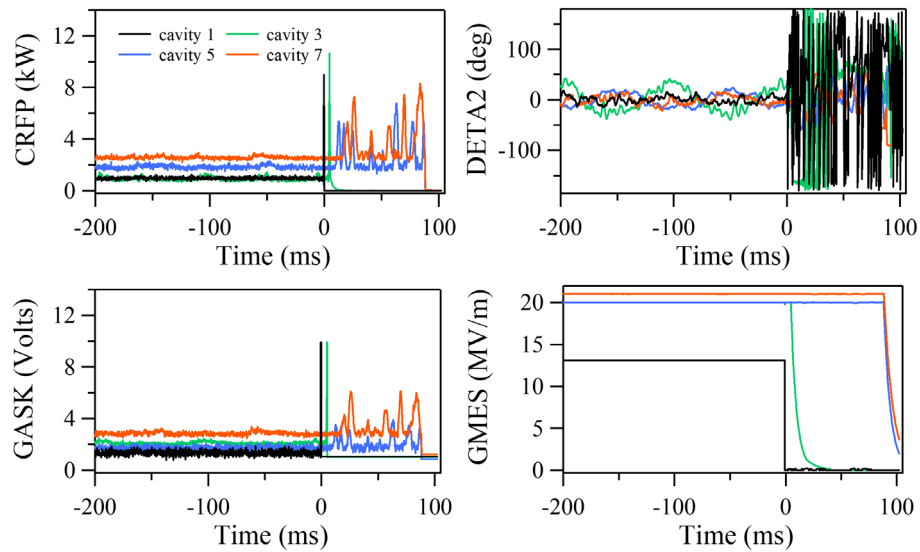 CRFP (kW)
12
8
4
0
cavity 1
cavity 3
cavity 5
cavity 7
-200
-100
0
100
Time (ms)
DETA2 (deg)
100
0
-100
-200
-100
0
100
Time (ms)
GASK (Volts)
12
8
4
0
-200
-100
0
100
Time (ms)
GMES (MV/m)
20
15
10
5
0
-200
-100
0
100
Time (ms)